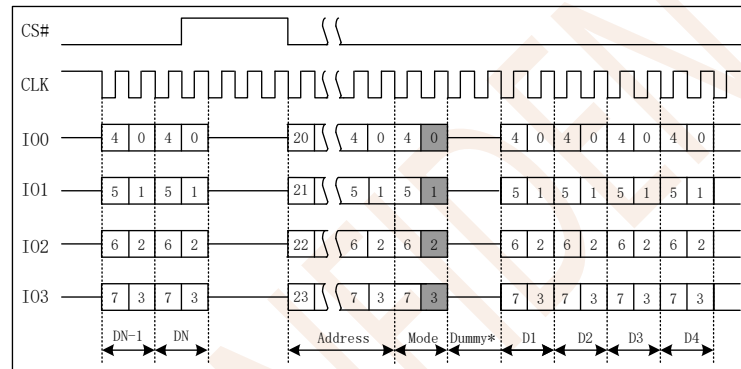 CS#
CLK
IO0 4 0 4 0 20 4 0 4 0 4 0 4 0 4 0 4 0
IO1 5 1 5 1 21 5 1 5 1 5 1 5 1 5 1 5 1
IO2 6 2 6 2 22 6 2 6 2 6 2 6 2 6 2 6 2
IO3 7 3 7 3 23 7 3 7 3 7 3 7 3 7 3 7 3
DN-1 DN Address Mode Dummy* D1 D2 D3 D4